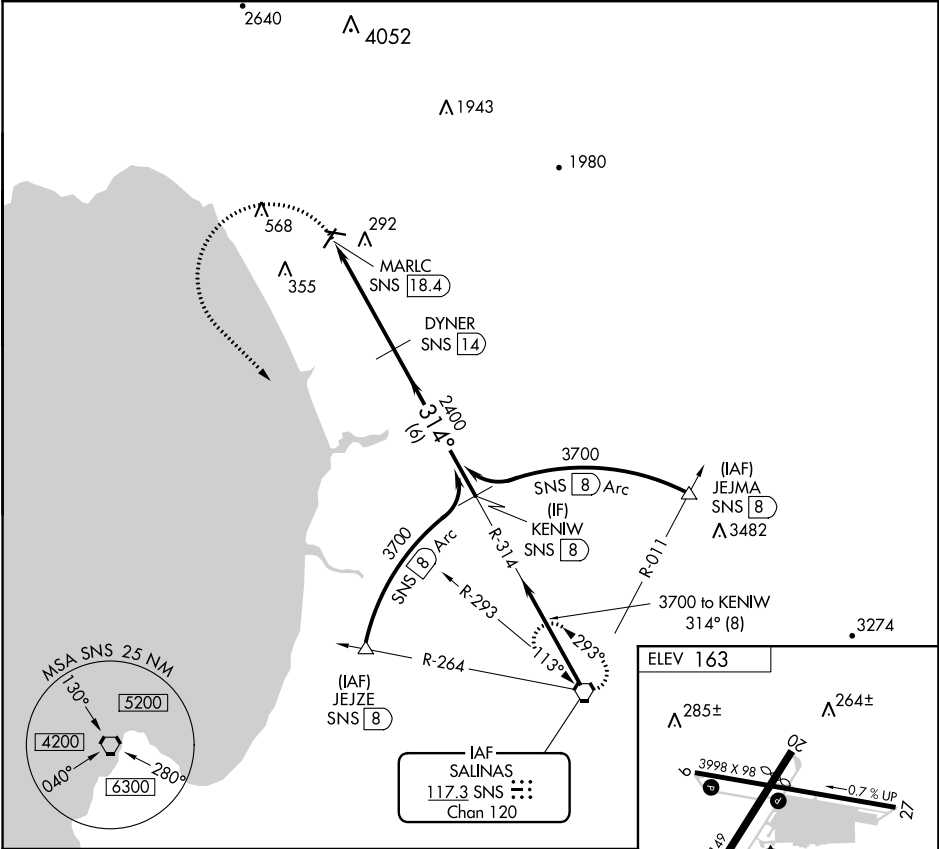 2640
4052
1943
1980
568
292
355
MARLC
SNS 18.4
DYNER
SNS 14
2400
314°
(6)
3700
SNS 8 Arc
(IAF)
JEJMA
SNS 8
3482
(IF)
KENIW
SNS 8
3700
SNS 8 Arc
R-314
R-011
R-293
3700 to KENIW
314° (8)
293°
113°
3274
R-264
(IAF)
JEJZE
SNS 8
IAF
SALINAS
117.3 SNS
Chan 120
MSA SNS 25 NM
130°
5200
4200
040°
280°
6300
ELEV 163
285±
264±
20
9
3998 X 98
P
P
0.7 % UP
27